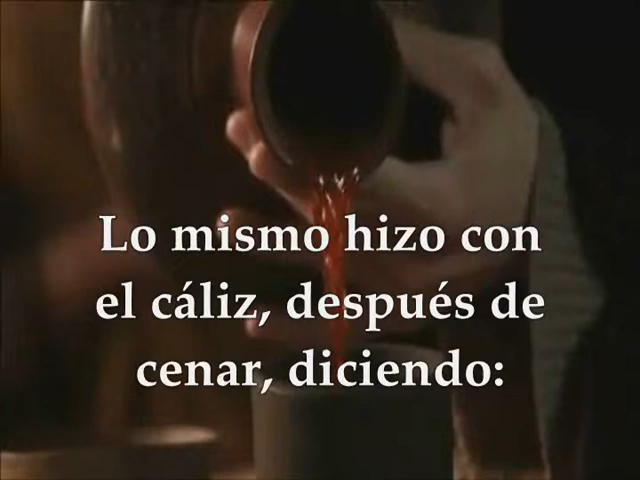 Lo mismo hizo con
el cáliz, después de
cenar, diciendo: